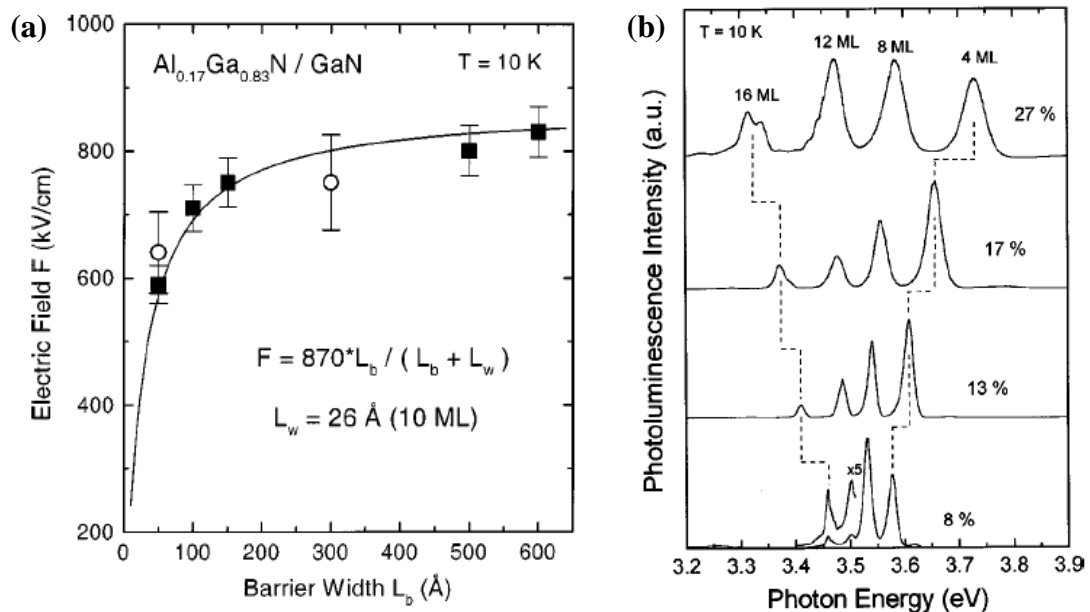 (a)
1000
800
600
400
200
Electric Field F (kV/cm)
Al0.17Ga0.83N / GaN
T = 10 K
F = 870*Lb / ( Lb + Lw )
Lw = 26 Å (10 ML)
0 100 200 300 400 500 600
Barrier Width Lb (Å)
(b)
T = 10 K
12 ML
8 ML
4 ML
16 ML
27 %
17 %
13 %
x5
8 %
Photoluminescence Intensity (a.u.)
3.2 3.3 3.4 3.5 3.6 3.7 3.8 3.9
Photon Energy (eV)